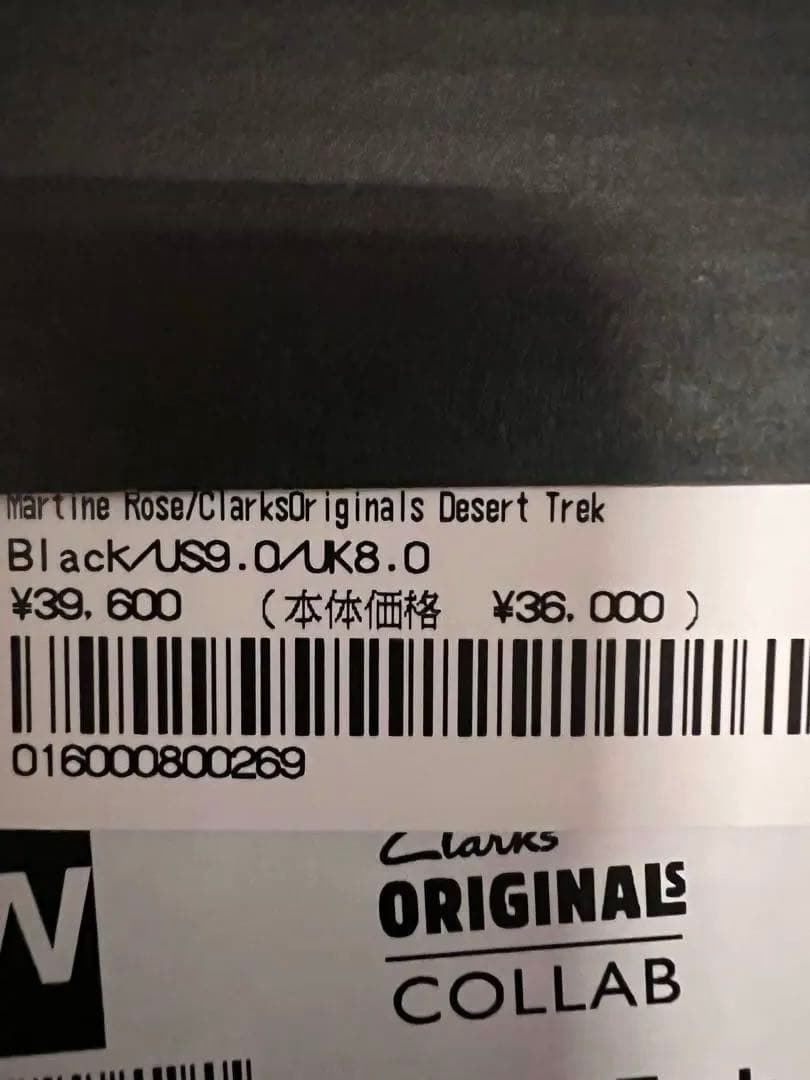 Martine Rose/ClarksOriginals Desert Trek
Black/US9.0/UK8.0
¥39,600 (本体価格 ¥36,000)
016000800269
Clarks
ORIGINALS
COLLAB